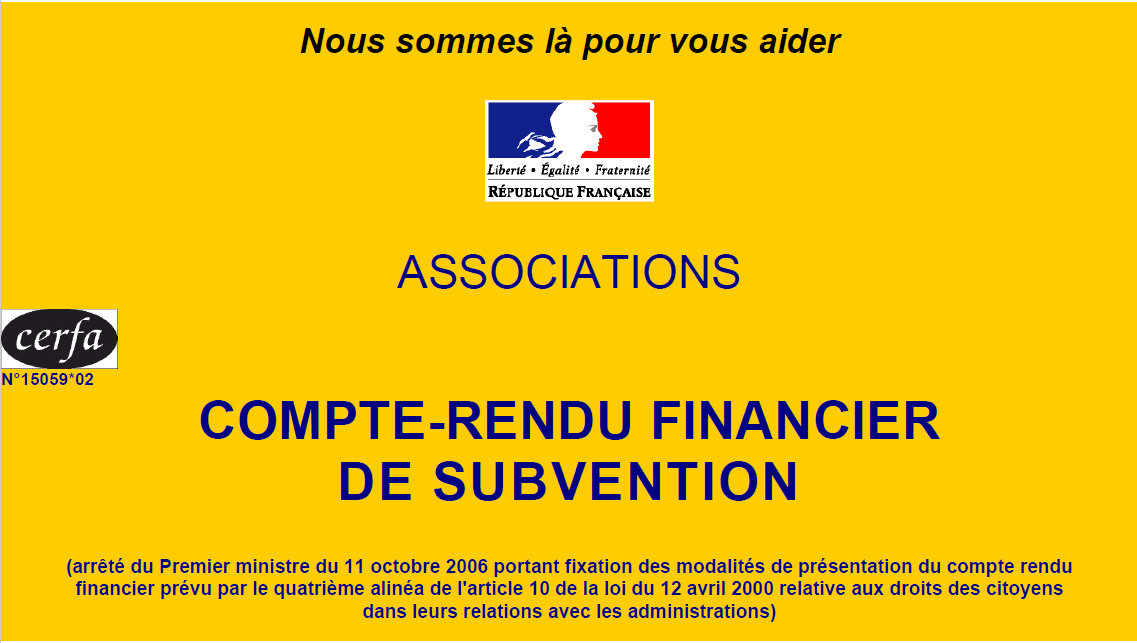 Nous sommes là pour vous aider
Liberté • Égalité • Fraternité
RÉPUBLIQUE FRANÇAISE
ASSOCIATIONS
cerfa
N°15059*02
COMPTE-RENDU FINANCIER
DE SUBVENTION
(arrêté du Premier ministre du 11 octobre 2006 portant fixation des modalités de présentation du compte rendu
financier prévu par le quatrième alinéa de l'article 10 de la loi du 12 avril 2000 relative aux droits des citoyens
dans leurs relations avec les administrations)